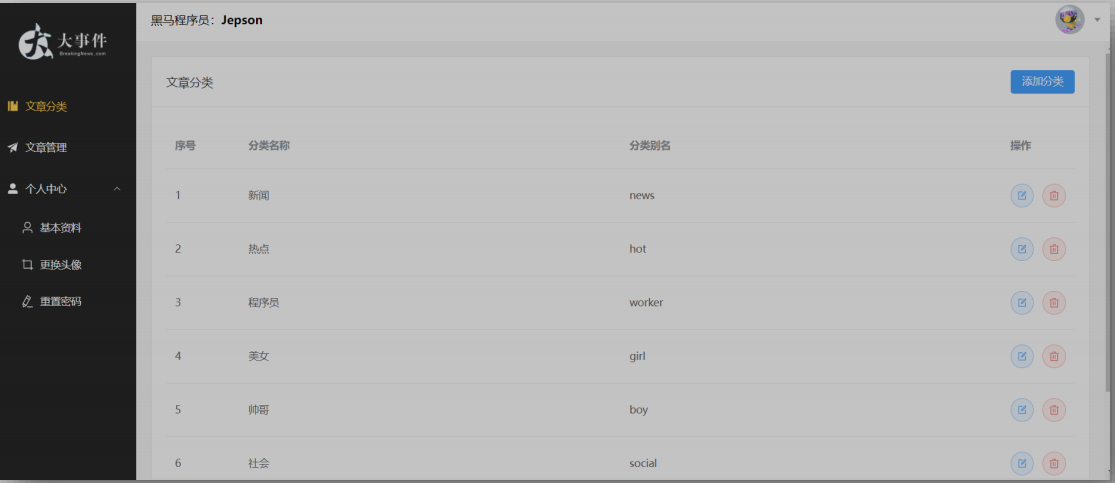 黑马程序员：Jepson
大事件
BreakingNews.com
文章分类
文章管理
个人中心
基本资料
更换头像
重置密码
文章分类 添加分类
序号 分类名称 分类别名 操作
1 新闻 news
2 热点 hot
3 程序员 worker
4 美女 girl
5 帅哥 boy
6 社会 social